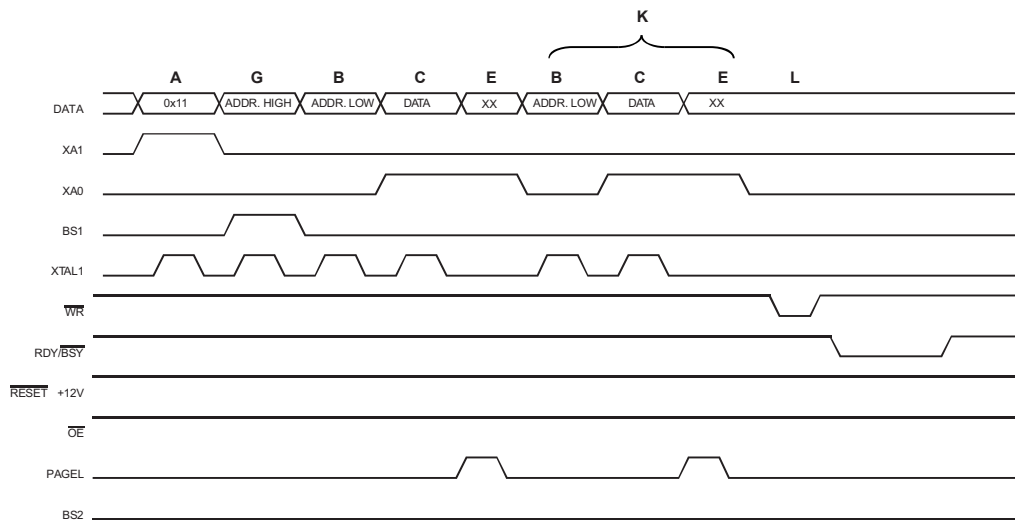 K
A G B C E B C E L
DATA 0x11 ADDR. HIGH ADDR. LOW DATA XX ADDR. LOW DATA XX
XA1
XA0
BS1
XTAL1
WR
RDY/BSY
RESET +12V
OE
PAGEL
BS2